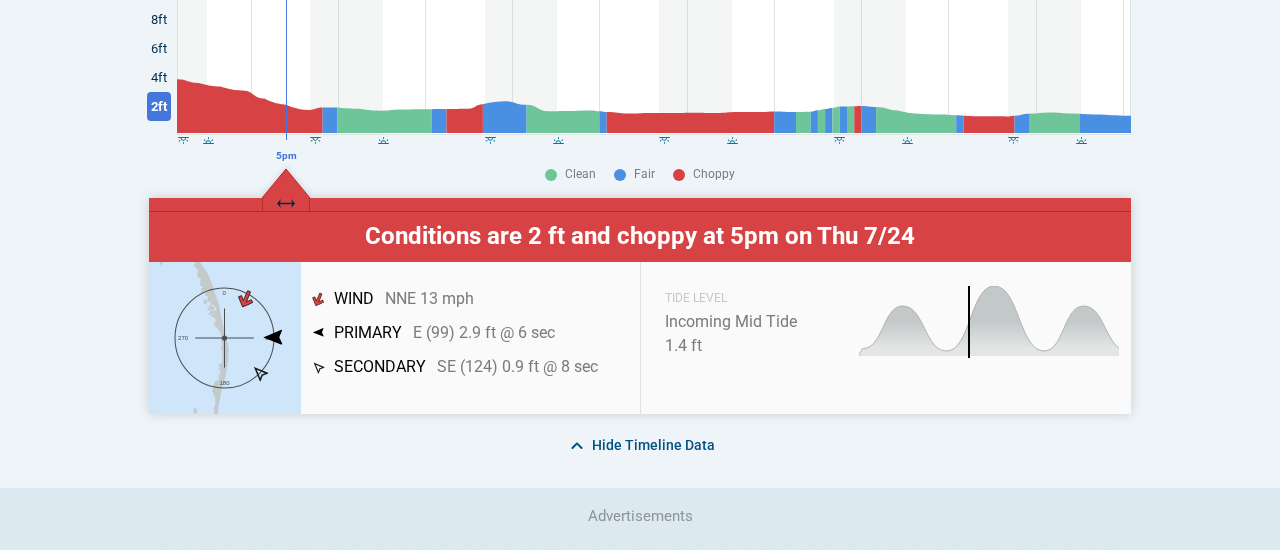 8ft
6ft
4ft
2ft
5pm
Clean Fair Choppy
Conditions are 2 ft and choppy at 5pm on Thu 7/24
0
270
180
WIND NNE 13 mph
PRIMARY E (99) 2.9 ft @ 6 sec
SECONDARY SE (124) 0.9 ft @ 8 sec
TIDE LEVEL
Incoming Mid Tide
1.4 ft
Hide Timeline Data
Advertisements